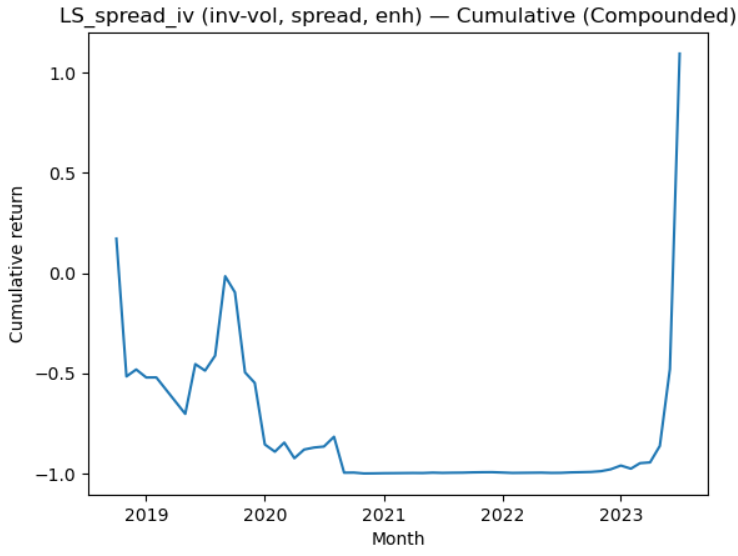 LS_spread_iv (inv-vol, spread, enh) — Cumulative (Compounded)
1.0
0.5
0.0
−0.5
−1.0
Cumulative return
2019 2020 2021 2022 2023
Month